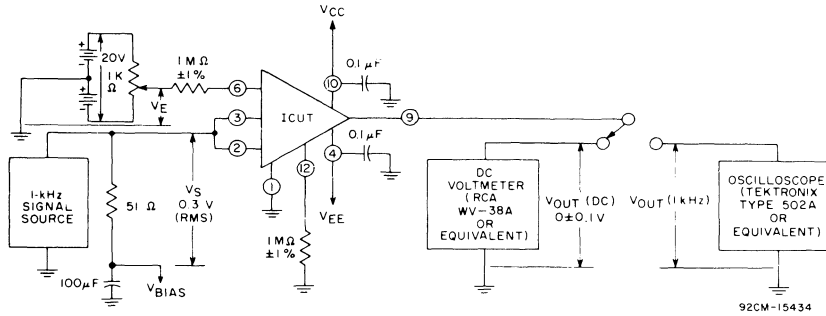 VCC
20V
1 K
Ω
VE
1 MΩ
±1%
6
3
2
ICUT
10
0.1 µF
9
0.1 µF
4
12
1
VEE
1 MΩ
±1%
1-kHz
SIGNAL
SOURCE
51 Ω
VS
0.3 V
(RMS)
100µF
VBIAS
DC
VOLTMETER
(RCA
WV-38A
OR
EQUIVALENT)
VOUT (DC)
0±0.1V
VOUT (1 kHz)
OSCILLOSCOPE
(TEKTRONIX
TYPE 502A
OR
EQUIVALENT)
92CM-15434